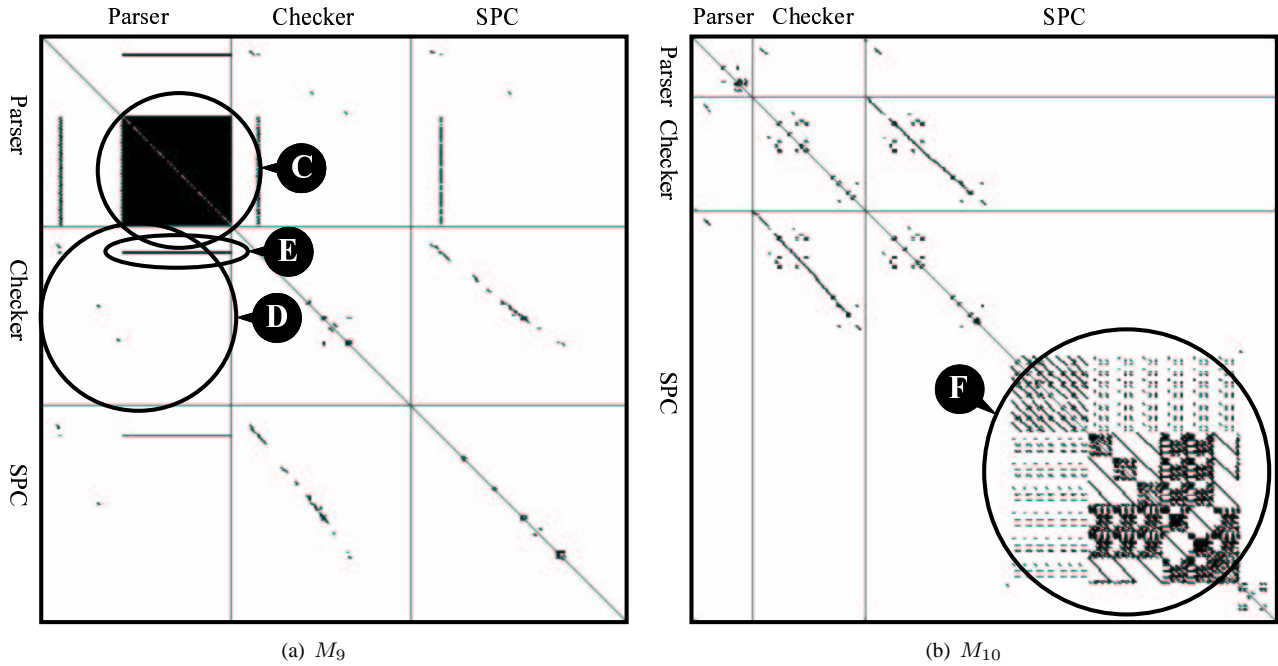 Parser Checker SPC
Parser Checker SPC
Parser
Checker
SPC
C
E
D
Parser
Checker
SPC
F
(a) M9
(b) M10